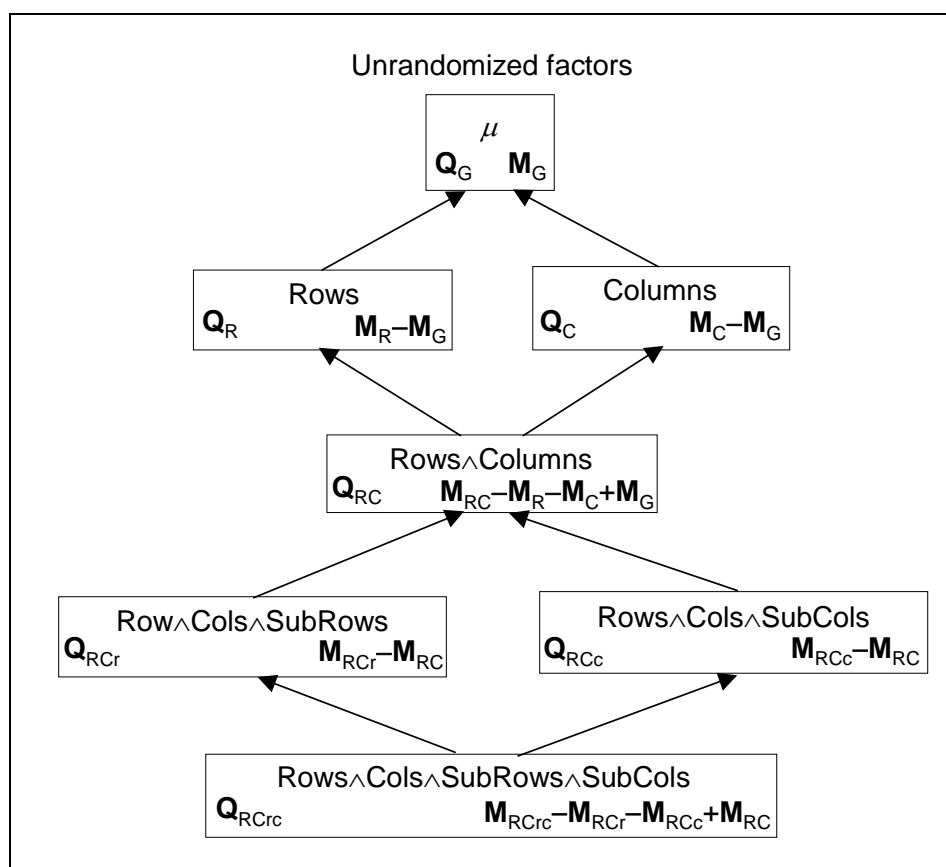 Unrandomized factors
μ
Q_G M_G
Rows
Q_R M_R–M_G
Columns
Q_C M_C–M_G
Rows∧Columns
Q_RC M_RC–M_R–M_C+M_G
Row∧Cols∧SubRows
Q_RCr M_RCr–M_RC
Rows∧Cols∧SubCols
Q_RCc M_RCc–M_RC
Rows∧Cols∧SubRows∧SubCols
Q_RCrc M_RCrc–M_RCr–M_RCc+M_RC